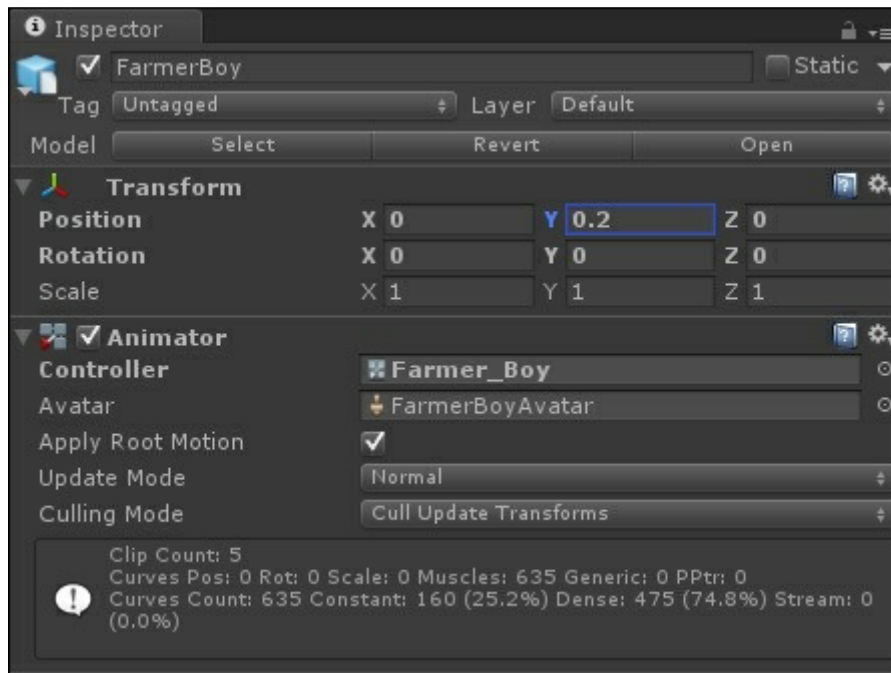 Inspector
FarmerBoy Static
Tag Untagged Layer Default
Model Select Revert Open
Transform
Position X 0 Y 0.2 Z 0
Rotation X 0 Y 0 Z 0
Scale X 1 Y 1 Z 1
Animator
Controller Farmer_Boy
Avatar FarmerBoyAvatar
Apply Root Motion
Update Mode Normal
Culling Mode Cull Update Transforms
Clip Count: 5
Curves Pos: 0 Rot: 0 Scale: 0 Muscles: 635 Generic: 0 PPtr: 0
Curves Count: 635 Constant: 160 (25.2%) Dense: 475 (74.8%) Stream: 0
(0.0%)